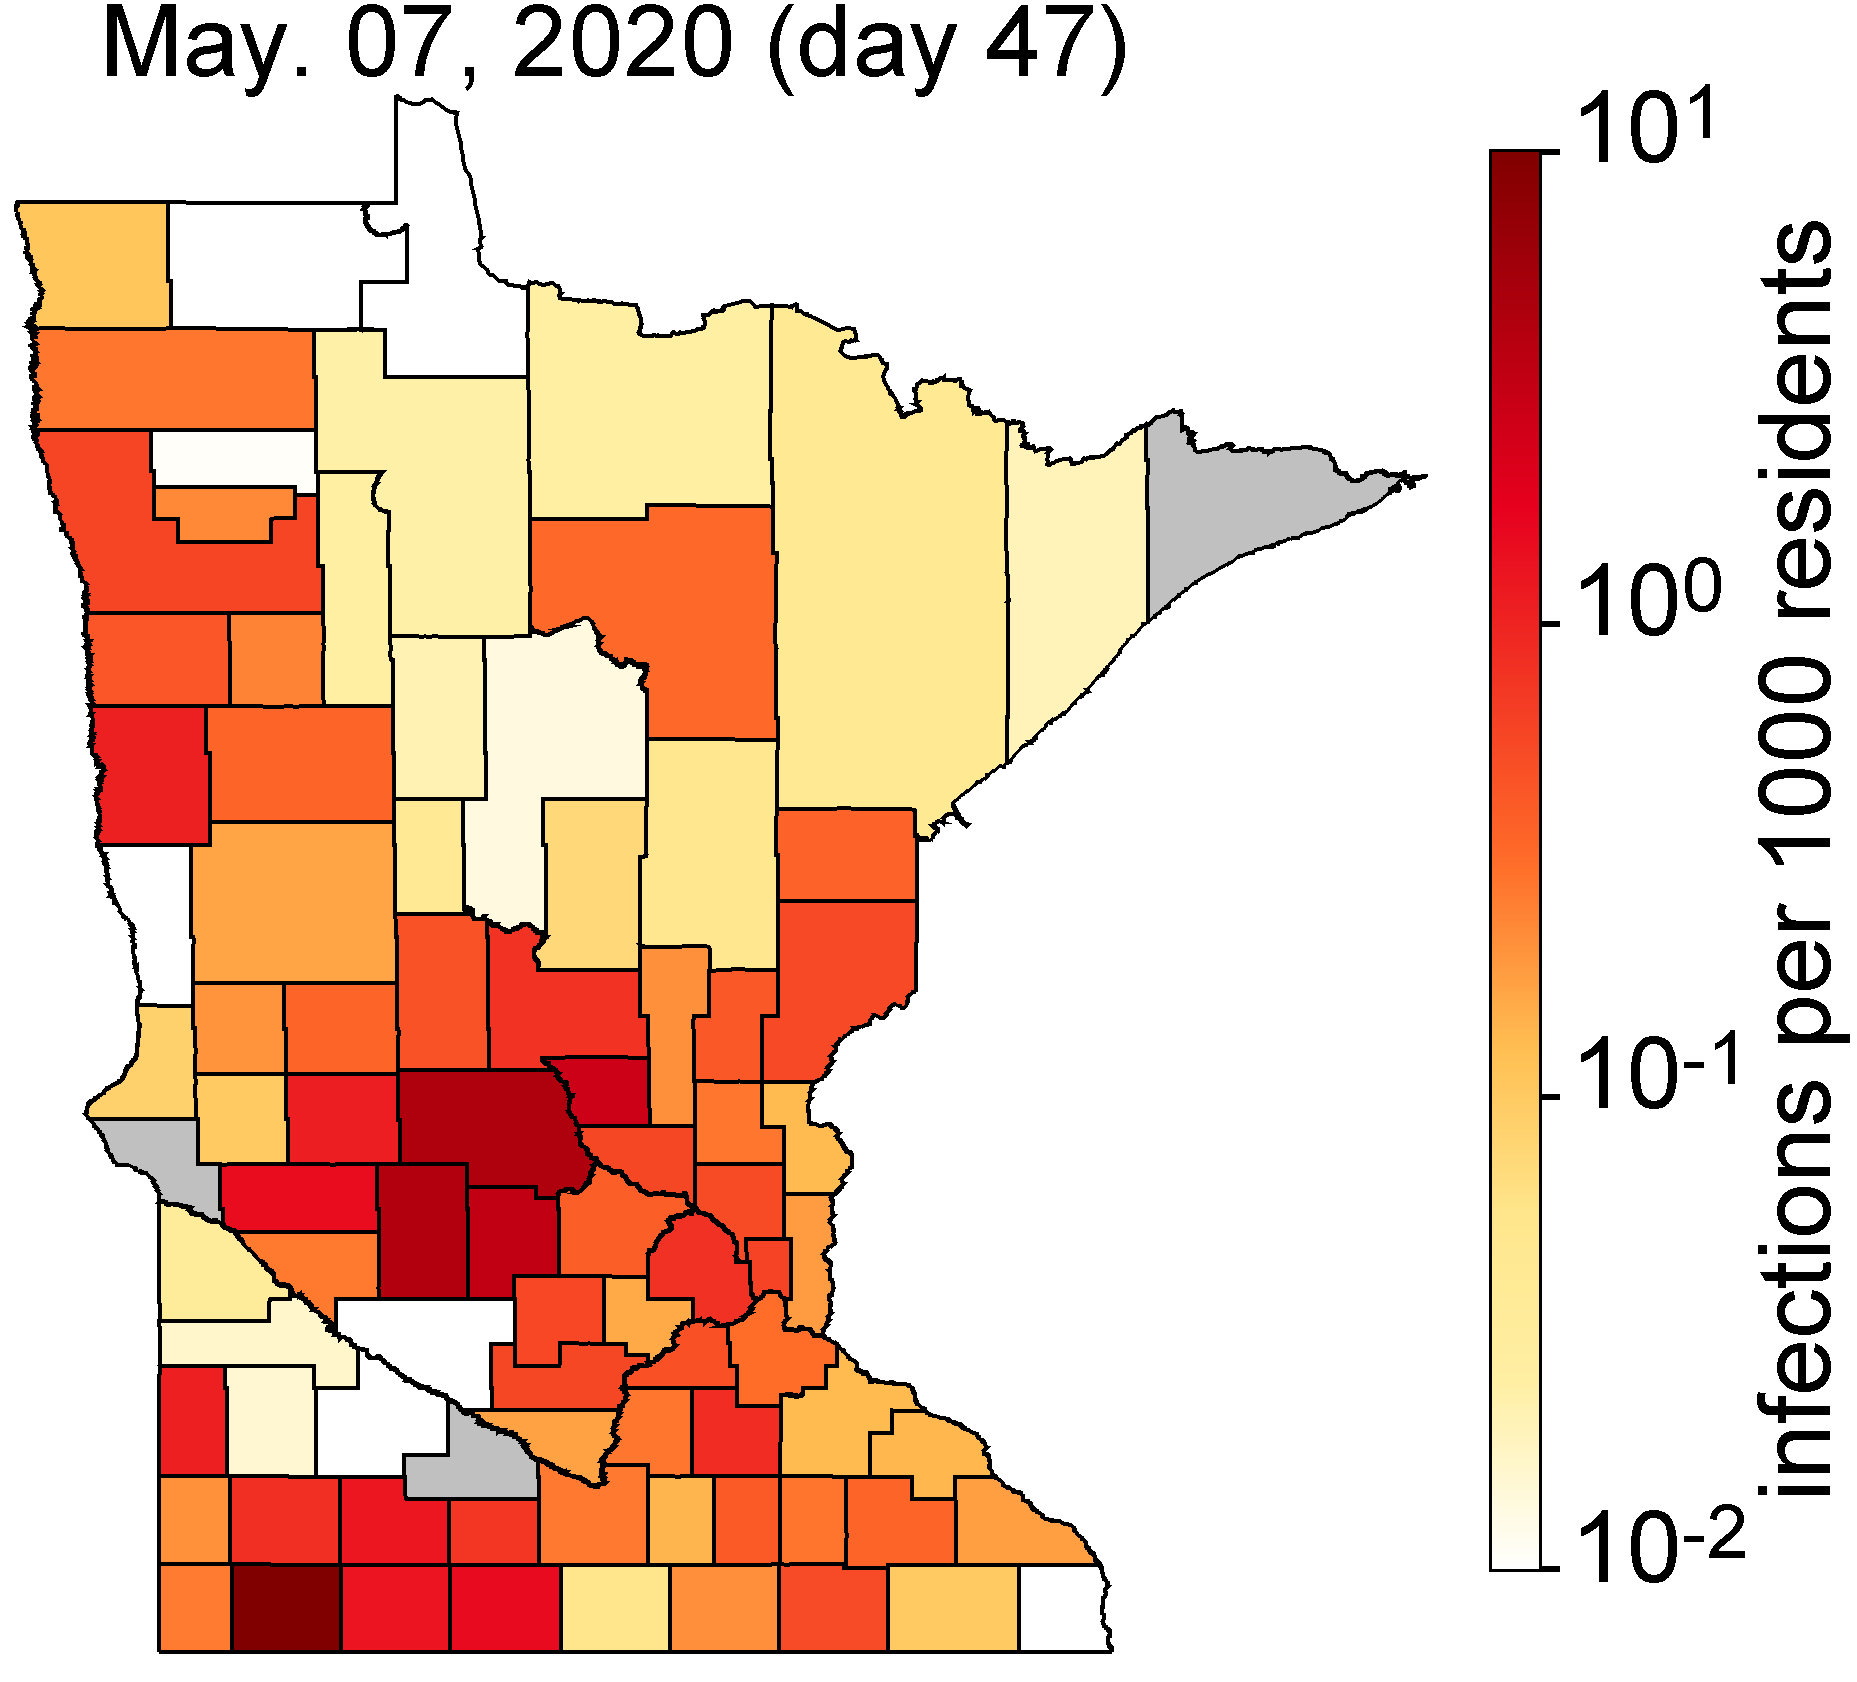 May. 07, 2020 (day 47)
10¹
10⁰
10⁻¹
10⁻²
infections per 1000 residents